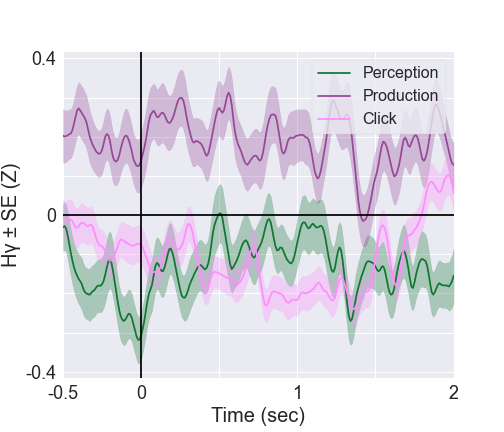 Hγ ± SE (Z)
0.4
0
-0.4
Perception
Production
Click
-0.5
0
1
2
Time (sec)